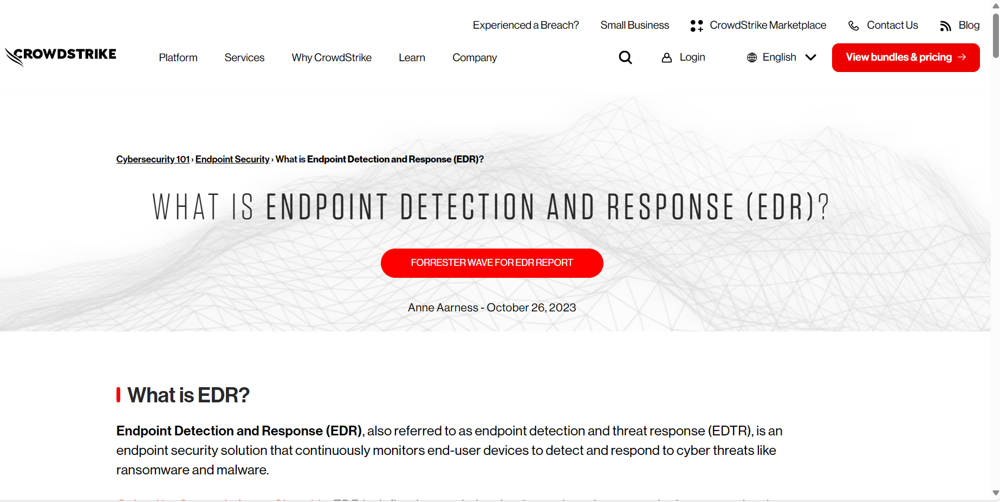 Experienced a Breach? Small Business CrowdStrike Marketplace Contact Us Blog
CROWDSTRIKE Platform Services Why CrowdStrike Learn Company Login English View bundles & pricing →
Cybersecurity 101 › Endpoint Security › What is Endpoint Detection and Response (EDR)?
WHAT IS ENDPOINT DETECTION AND RESPONSE (EDR)?
FORRESTER WAVE FOR EDR REPORT
Anne Aarness - October 26, 2023
What is EDR?
Endpoint Detection and Response (EDR), also referred to as endpoint detection and threat response (EDTR), is an
endpoint security solution that continuously monitors end-user devices to detect and respond to cyber threats like
ransomware and malware.